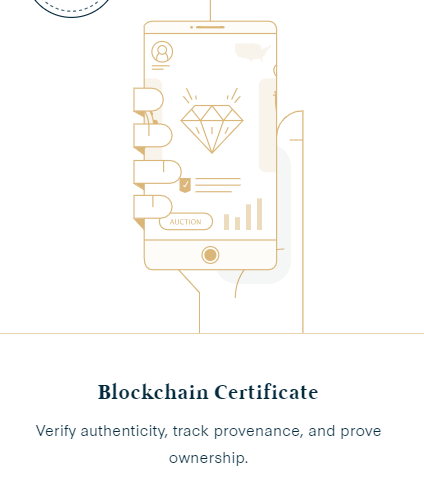 AUCTION
Blockchain Certificate
Verify authenticity, track provenance, and prove
ownership.